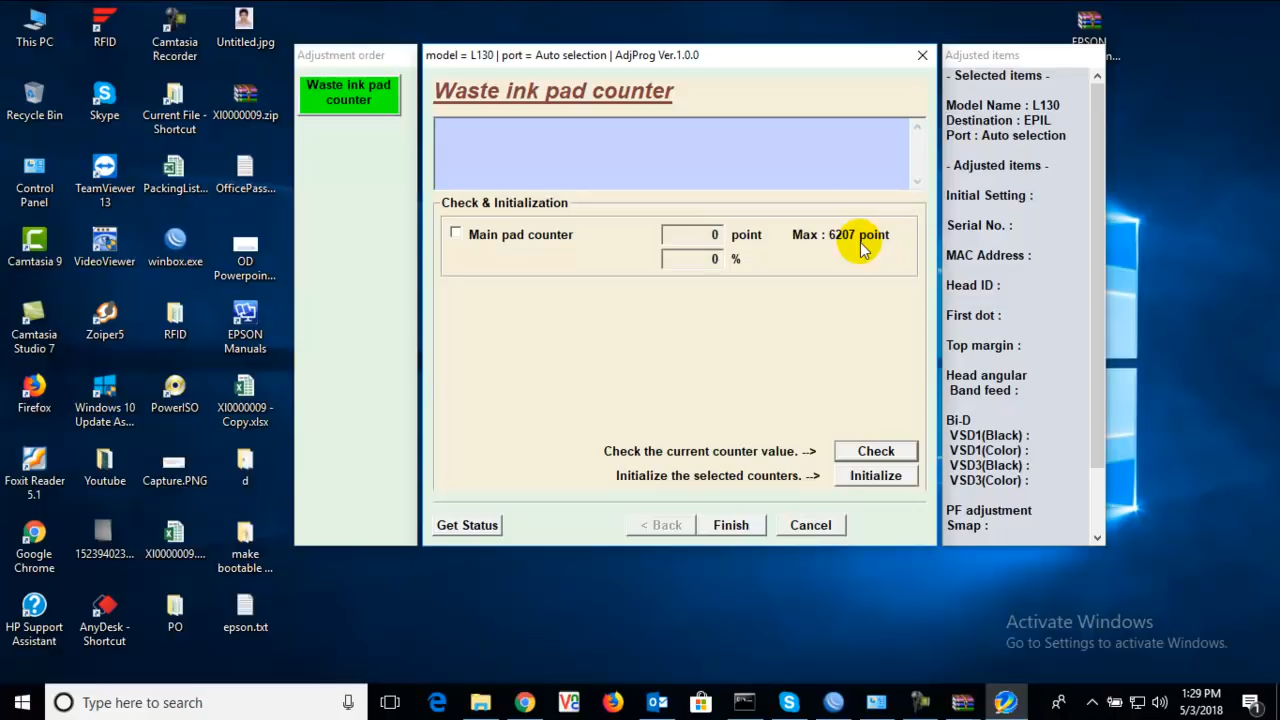 This PC
RFID
Camtasia
Recorder
Untitled.jpg
EPSON
Recycle Bin
Skype
Current File -
Shortcut
XI0000009.zip
Control
Panel
TeamViewer
13
PackingList...
OfficePass...
Camtasia 9
VideoViewer
winbox.exe
OD
Powerpoin...
Camtasia
Studio 7
Zoiper5
RFID
EPSON
Manuals
Firefox
Windows 10
Update As...
PowerISO
XI0000009 -
Copy.xlsx
Foxit Reader
5.1
Youtube
Capture.PNG
d
Google
Chrome
152394023...
XI0000009....
make
bootable ...
HP Support
Assistant
AnyDesk -
Shortcut
PO
epson.txt
Adjustment order
Waste ink pad
counter
model = L130 | port = Auto selection | AdjProg Ver.1.0.0
Waste ink pad counter
Check & Initialization
Main pad counter
0 point
Max : 6207 point
0 %
Check the current counter value. -->
Check
Initialize the selected counters. -->
Initialize
Get Status
< Back
Finish
Cancel
Adjusted items
- Selected items -
Model Name : L130
Destination : EPIL
Port : Auto selection
- Adjusted items -
Initial Setting :
Serial No. :
MAC Address :
Head ID :
First dot :
Top margin :
Head angular
Band feed :
Bi-D
VSD1(Black) :
VSD1(Color) :
VSD3(Black) :
VSD3(Color) :
PF adjustment
Smap :
Activate Windows
Go to Settings to activate Windows.
Type here to search
1:29 PM
5/3/2018